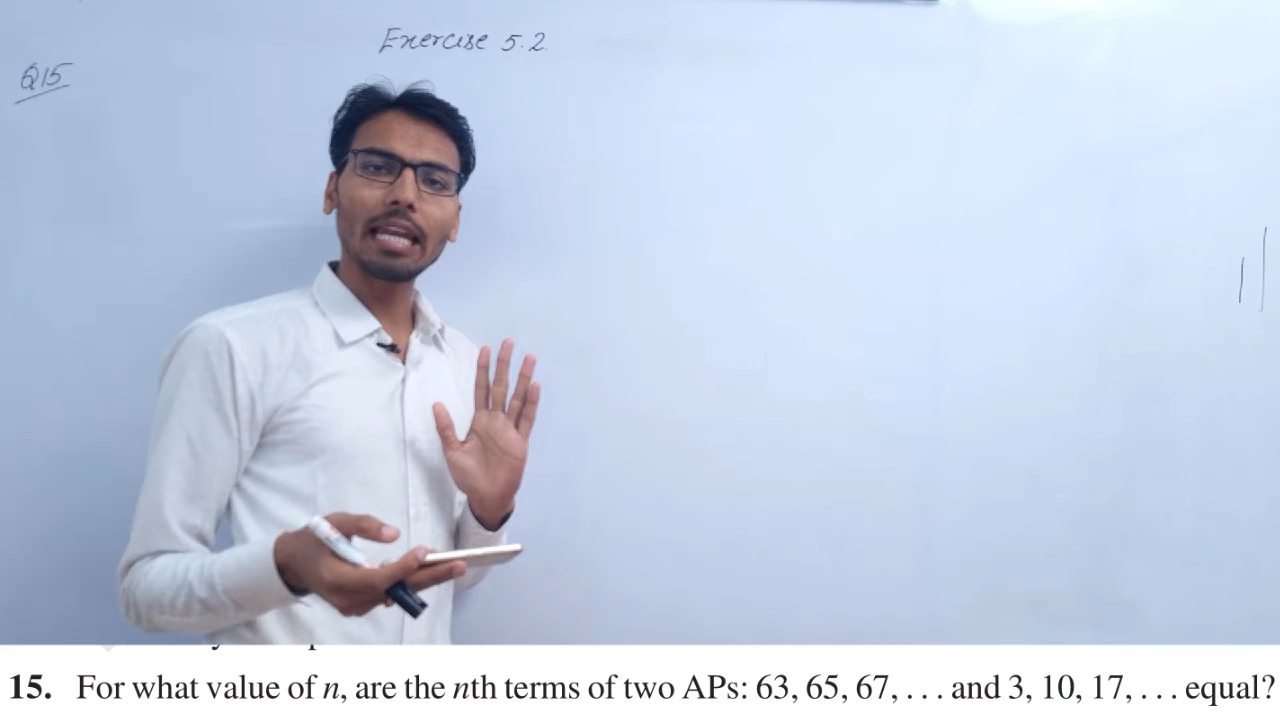 Exercise 5.2
Q15
15. For what value of n, are the nth terms of two APs: 63, 65, 67, . . . and 3, 10, 17, . . . equal?